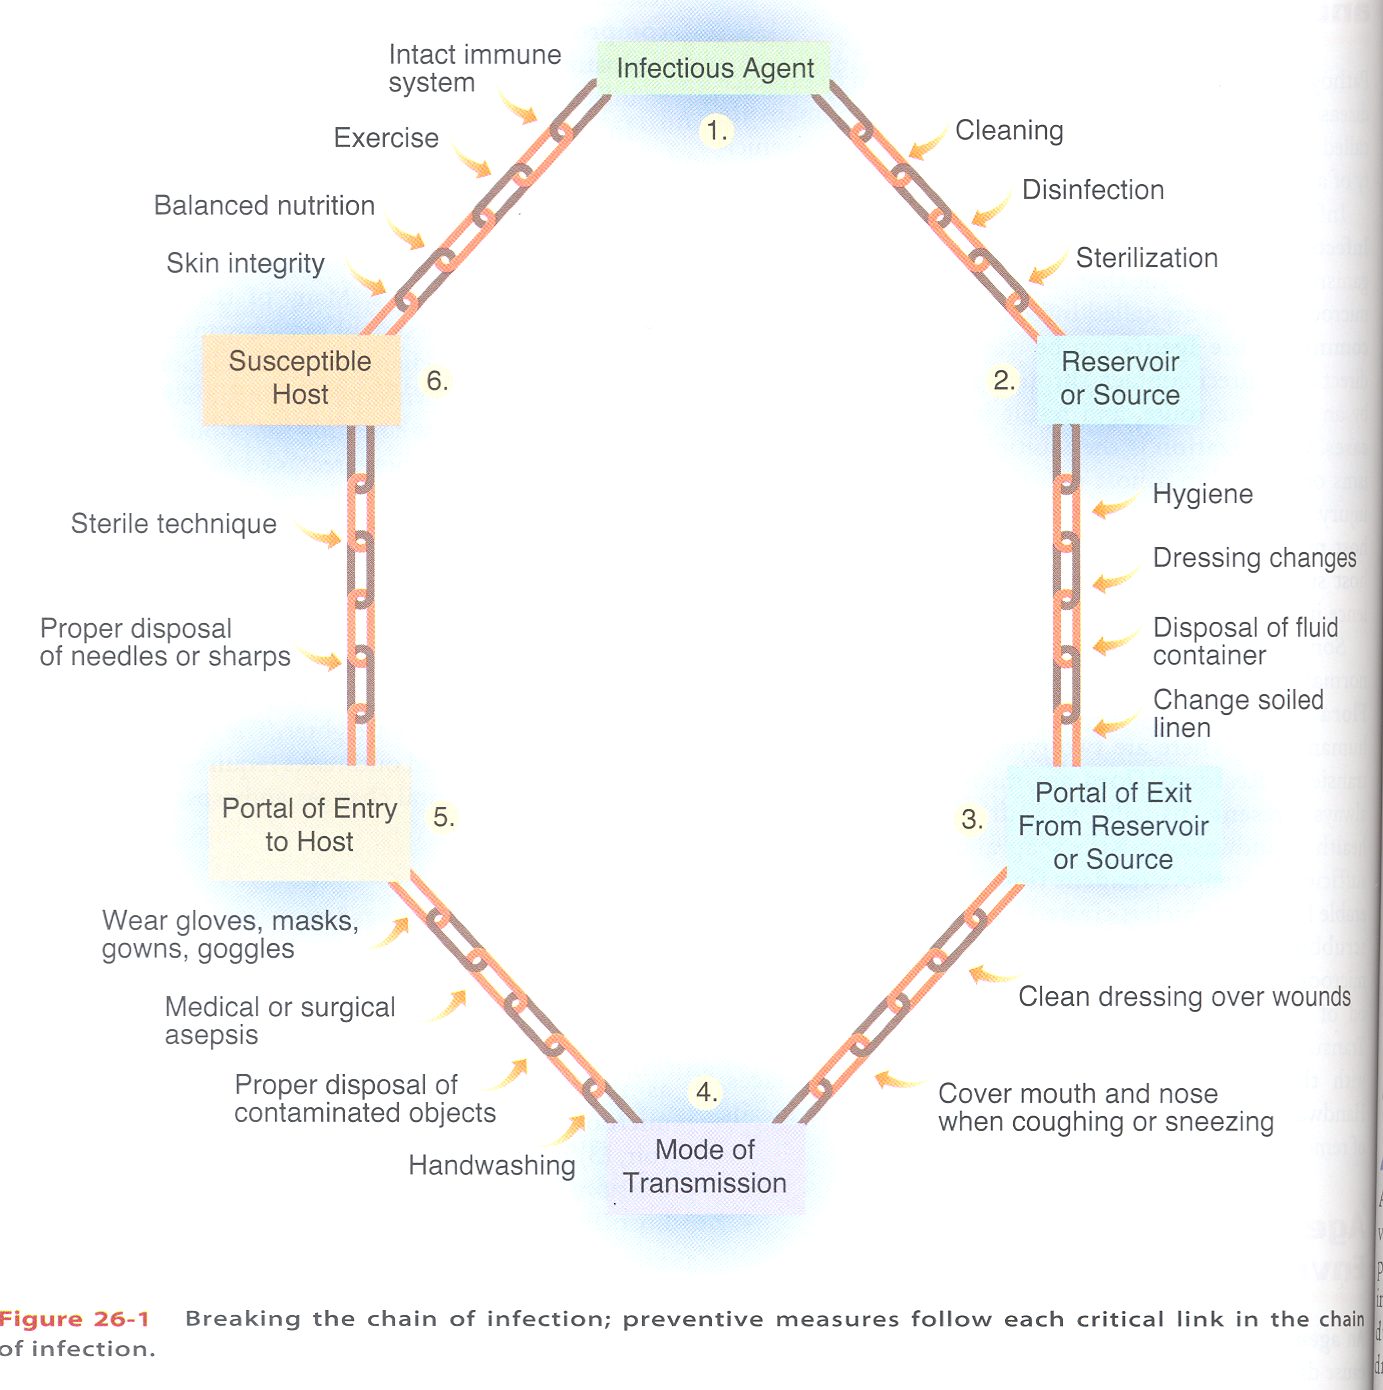 Infectious Agent
1.
Cleaning
Disinfection
Sterilization
2.
Reservoir
or Source
Hygiene
Dressing changes
Disposal of fluid
container
Change soiled
linen
3.
Portal of Exit
From Reservoir
or Source
Clean dressing over wounds
Cover mouth and nose
when coughing or sneezing
4.
Mode of
Transmission
Handwashing
Proper disposal of
contaminated objects
Medical or surgical
asepsis
Wear gloves, masks,
gowns, goggles
5.
Portal of Entry
to Host
Proper disposal
of needles or sharps
Sterile technique
6.
Susceptible
Host
Skin integrity
Balanced nutrition
Exercise
Intact immune
system
Figure 26-1 Breaking the chain of infection; preventive measures follow each critical link in the chain
of infection.